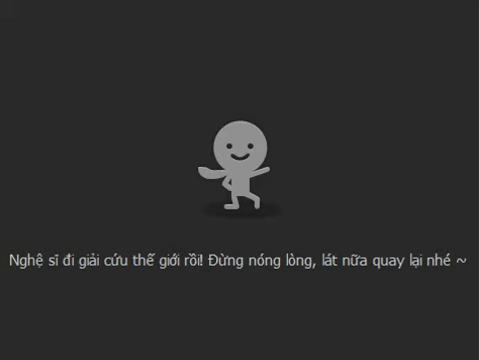 Nghệ sĩ đi giải cứu thế giới rồi! Đừng nóng lòng, lát nữa quay lại nhé ~